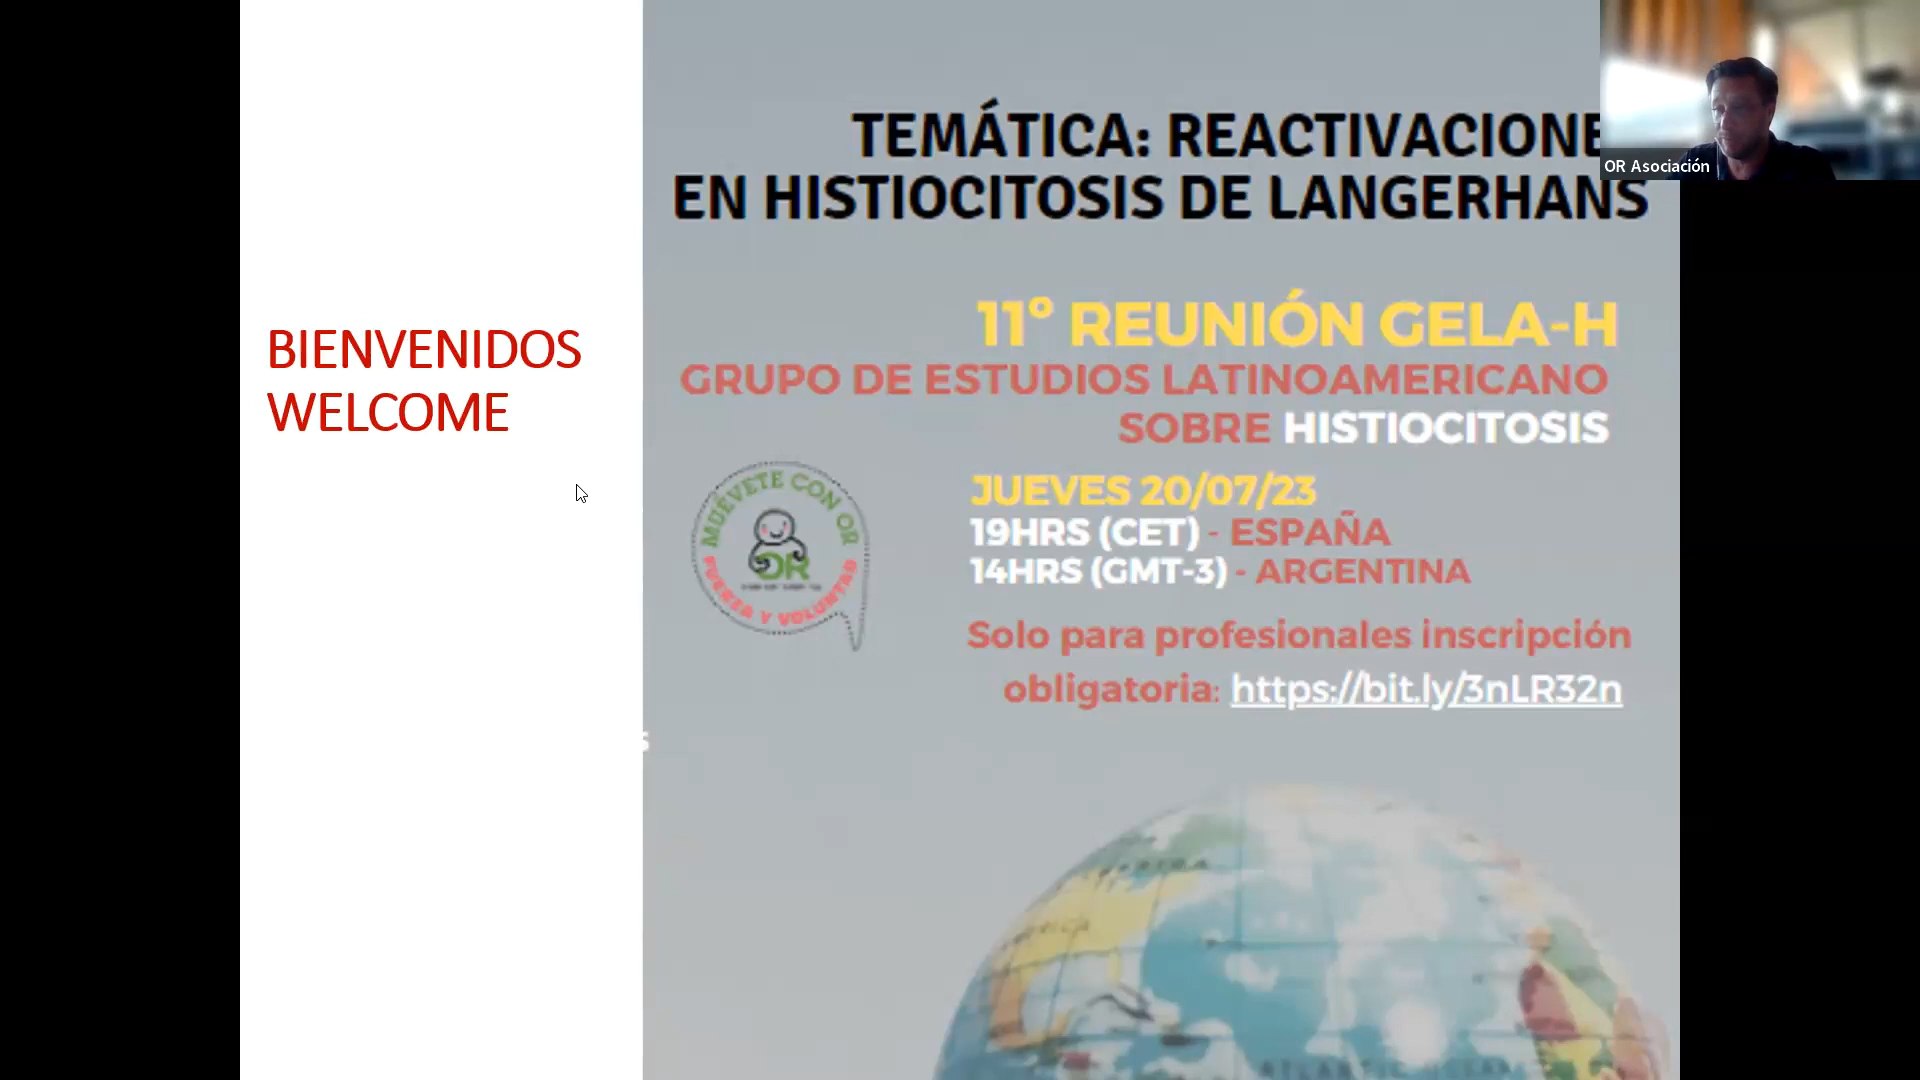 BIENVENIDOS
WELCOME
TEMÁTICA: REACTIVACIONE
EN HISTIOCITOSIS DE LANGERHANS
11º REUNIÓN GELA-H
GRUPO DE ESTUDIOS LATINOAMERICANO
SOBRE HISTIOCITOSIS
MUÉVETE CON OR
OR
FUERZA Y VOLUNTAD
JUEVES 20/07/23
19HRS (CET) - ESPAÑA
14HRS (GMT-3) - ARGENTINA
Solo para profesionales inscripción
obligatoria: https://bit.ly/3nLR32n
s
OR Asociación